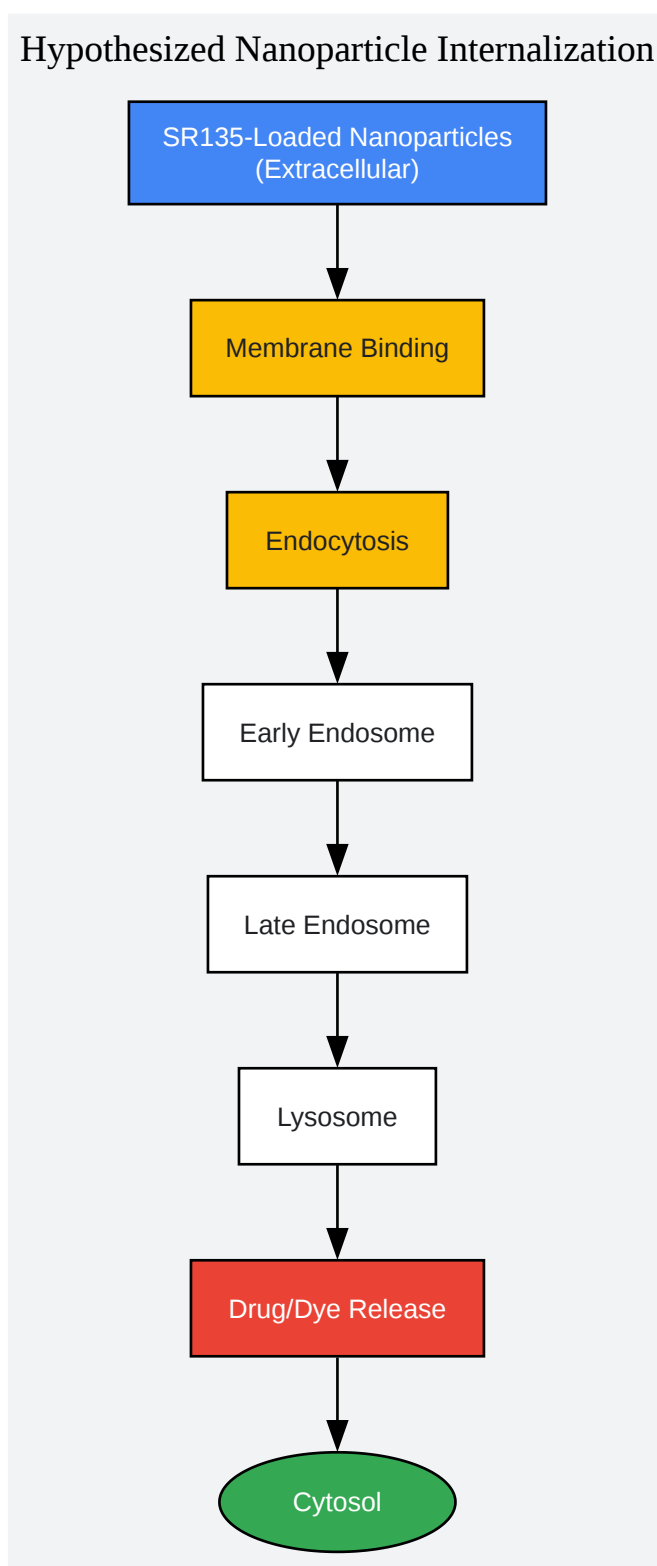 Hypothesized Nanoparticle Internalization
SR135-Loaded Nanoparticles
(Extracellular)
Membrane Binding
Endocytosis
Early Endosome
Late Endosome
Lysosome
Drug/Dye Release
Cytosol